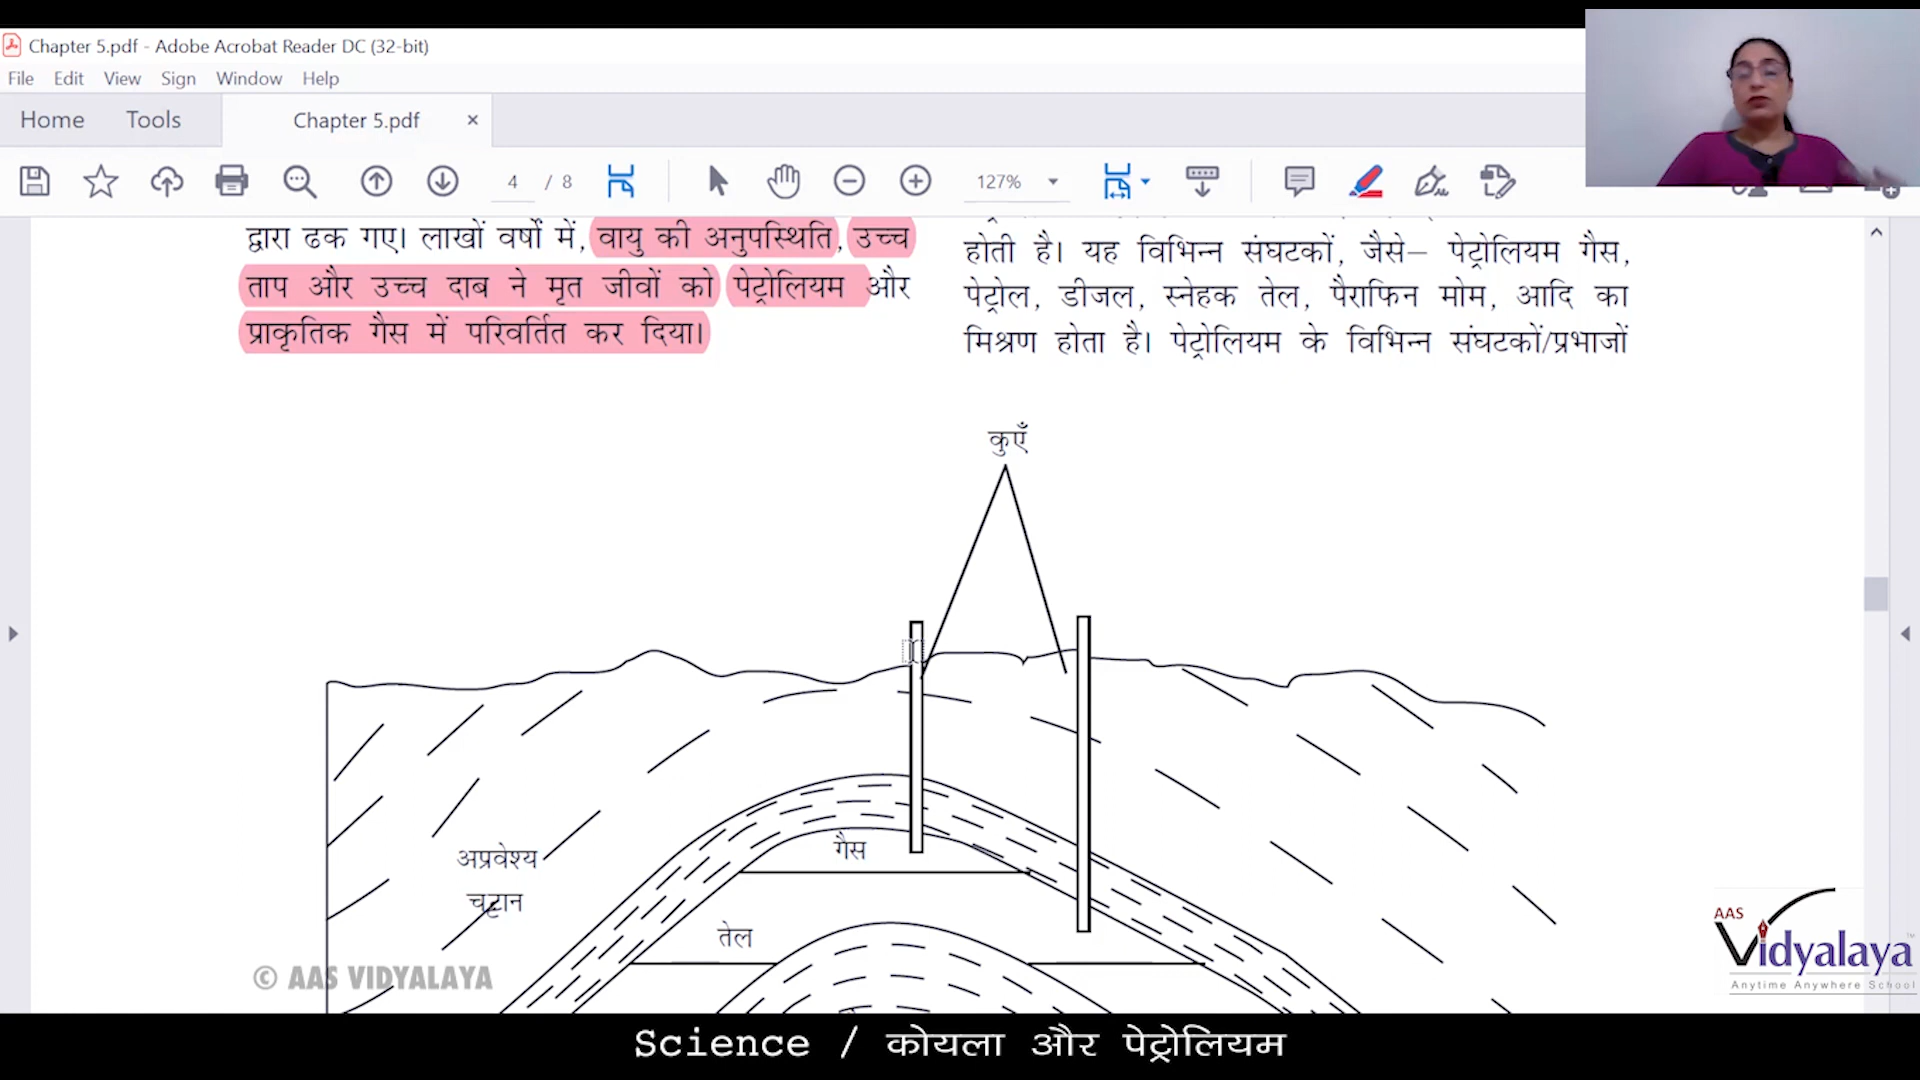 Chapter 5.pdf - Adobe Acrobat Reader DC (32-bit)
File Edit View Sign Window Help
Home Tools Chapter 5.pdf ×
4 / 8 127%
द्वारा ढक गए। लाखों वर्षों में, वायु की अनुपस्थिति, उच्च
ताप और उच्च दाब ने मृत जीवों को पेट्रोलियम और
प्राकृतिक गैस में परिवर्तित कर दिया।
होती है। यह विभिन्न संघटकों, जैसे— पेट्रोलियम गैस,
पेट्रोल, डीजल, स्नेहक तेल, पैराफिन मोम, आदि का
मिश्रण होता है। पेट्रोलियम के विभिन्न संघटकों/प्रभाजों
कुएँ
गैस
अप्रवेश्य
चट्टान
तेल
© AAS VIDYALAYA
AAS
Vidyalaya
Anytime Anywhere School
Science / कोयला और पेट्रोलियम